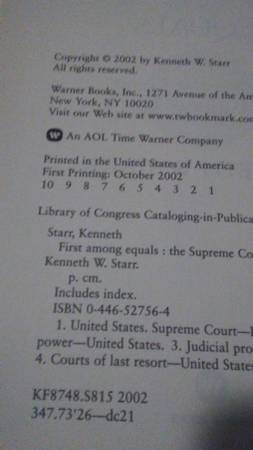 Copyright © 2002 by Kenneth W. Starr
All rights reserved.
Warner Books, Inc., 1271 Avenue of the Am
New York, NY 10020
Visit our Web site at www.twbookmark.com
An AOL Time Warner Company
Printed in the United States of America
First Printing: October 2002
10 9 8 7 6 5 4 3 2 1
Library of Congress Cataloging-in-Publica
Starr, Kenneth
First among equals : the Supreme Co
Kenneth W. Starr.
p. cm.
Includes index.
ISBN 0-446-52756-4
1. United States. Supreme Court—
power—United States. 3. Judicial pro
4. Courts of last resort—United State
KF8748.S815 2002
347.73'26—dc21